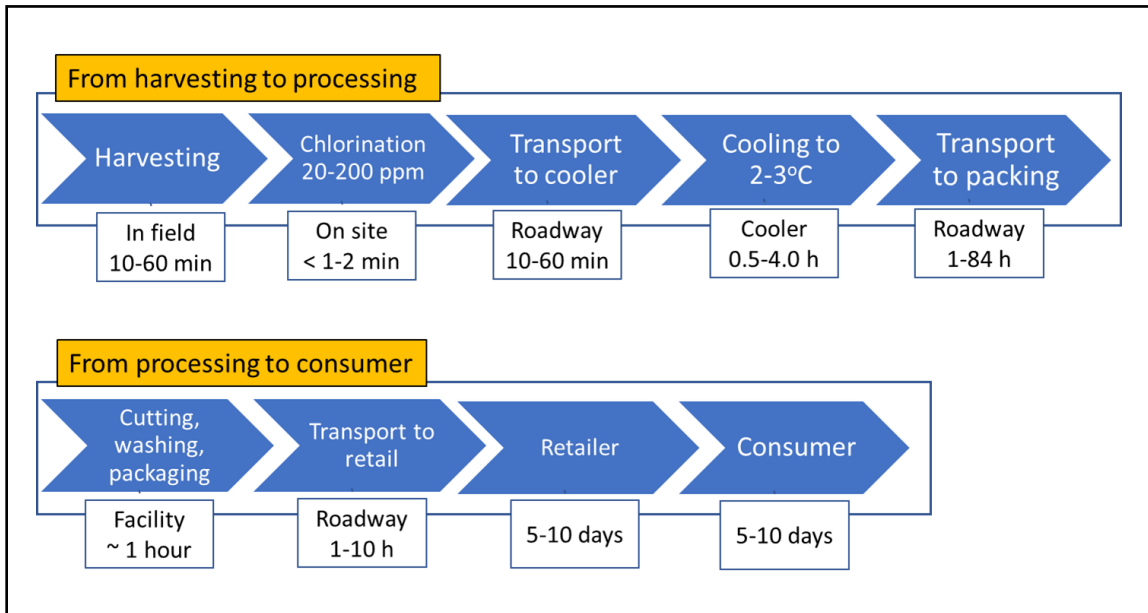 From harvesting to processing
Harvesting
Chlorination
20-200 ppm
Transport
to cooler
Cooling to
2-3oC
Transport
to packing
In field
10-60 min
On site
< 1-2 min
Roadway
10-60 min
Cooler
0.5-4.0 h
Roadway
1-84 h
From processing to consumer
Cutting,
washing,
packaging
Transport to
retail
Retailer
Consumer
Facility
~ 1 hour
Roadway
1-10 h
5-10 days
5-10 days